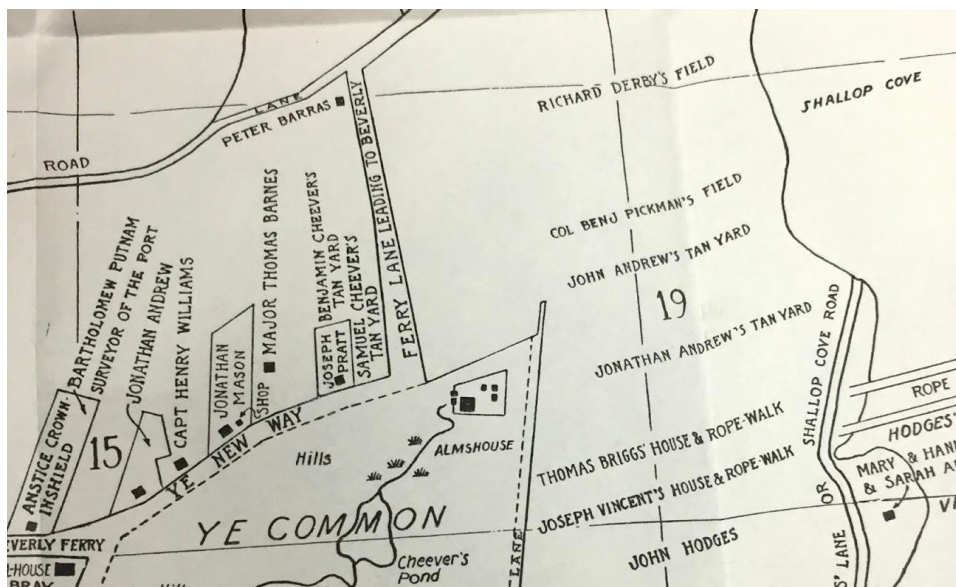 RICHARD DERBY'S FIELD
SHALLOP COVE
LANE
PETER BARRAS
ROAD
FERRY LANE LEADING TO BEVERLY
COL BENJ PICKMAN'S FIELD
JOHN ANDREW'S TAN YARD
19
JONATHAN ANDREW'S TAN YARD
SHALLOP COVE ROAD
OR
BARTHOLOMEW PUTNAM
SURVEYOR OF THE PORT
JONATHAN ANDREW
CAPT HENRY WILLIAMS
JONATHAN
MASON
SHOP
MAJOR THOMAS BARNES
JOSEPH
PRATT
BENJAMIN CHEEVER'S
TAN YARD
SAMUEL CHEEVER'S
TAN YARD
ANSTICE CROWN-
INSHIELD
15
YE NEW WAY
Hills
ALMSHOUSE
ROPE
HODGES'
THOMAS BRIGGS' HOUSE & ROPE-WALK
JOSEPH VINCENT'S HOUSE & ROPE-WALK
MARY &
& SARAH
YE COMMON
JOHN HODGES
LANE
Cheever's
Pond
FERRY
LANE